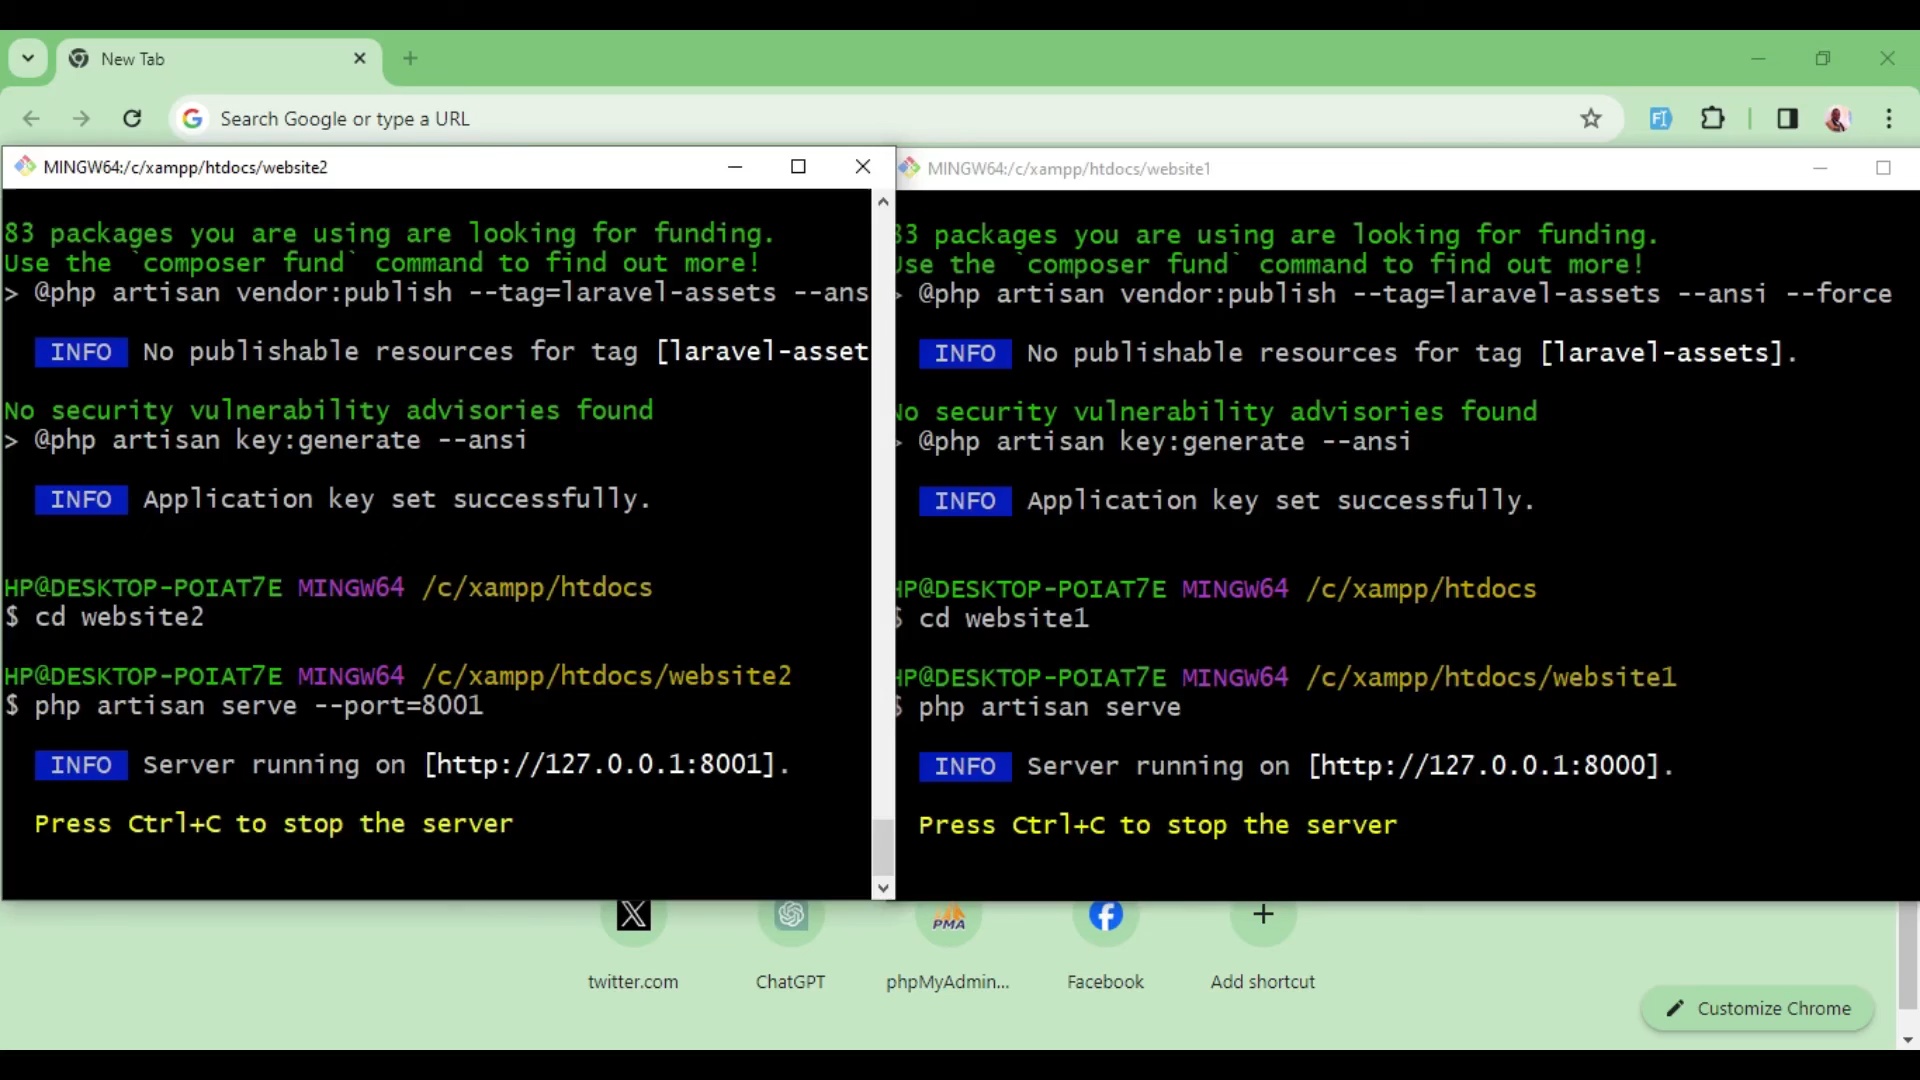 New Tab
Search Google or type a URL
MINGW64:/c/xampp/htdocs/website2
83 packages you are using are looking for funding.
Use the `composer fund` command to find out more!
> @php artisan vendor:publish --tag=laravel-assets --ans
INFO No publishable resources for tag [laravel-asset
No security vulnerability advisories found
> @php artisan key:generate --ansi
INFO Application key set successfully.
HP@DESKTOP-POIAT7E MINGW64 /c/xampp/htdocs
$ cd website2
HP@DESKTOP-POIAT7E MINGW64 /c/xampp/htdocs/website2
$ php artisan serve --port=8001
INFO Server running on [http://127.0.0.1:8001].
Press Ctrl+C to stop the server
MINGW64:/c/xampp/htdocs/website1
83 packages you are using are looking for funding.
Use the `composer fund` command to find out more!
> @php artisan vendor:publish --tag=laravel-assets --ansi --force
INFO No publishable resources for tag [laravel-assets].
No security vulnerability advisories found
> @php artisan key:generate --ansi
INFO Application key set successfully.
HP@DESKTOP-POIAT7E MINGW64 /c/xampp/htdocs
$ cd website1
HP@DESKTOP-POIAT7E MINGW64 /c/xampp/htdocs/website1
$ php artisan serve
INFO Server running on [http://127.0.0.1:8000].
Press Ctrl+C to stop the server
PMA
twitter.com
ChatGPT
phpMyAdmin...
Facebook
Add shortcut
Customize Chrome